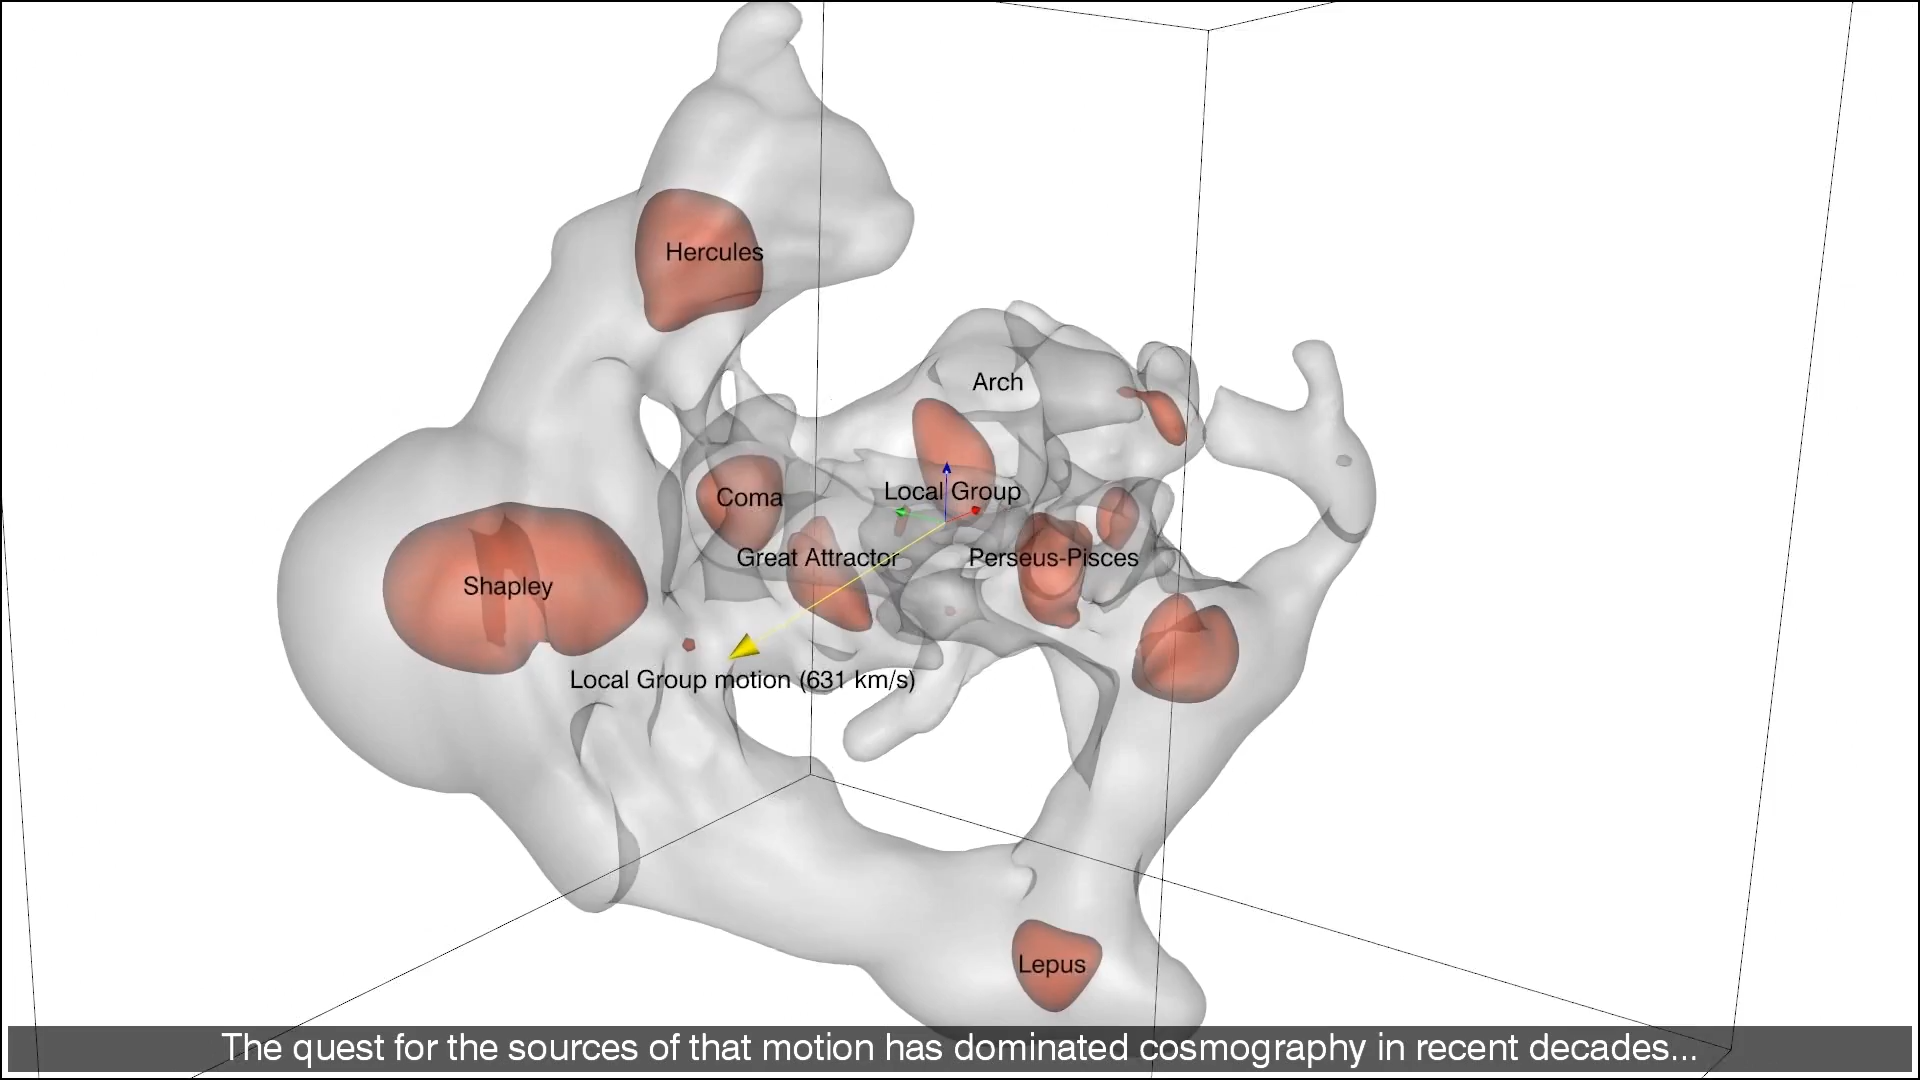 Hercules
Arch
Local Group
Coma
Great Attractor
Perseus-Pisces
Shapley
Local Group motion (631 km/s)
Lepus
The quest for the sources of that motion has dominated cosmography in recent decades...